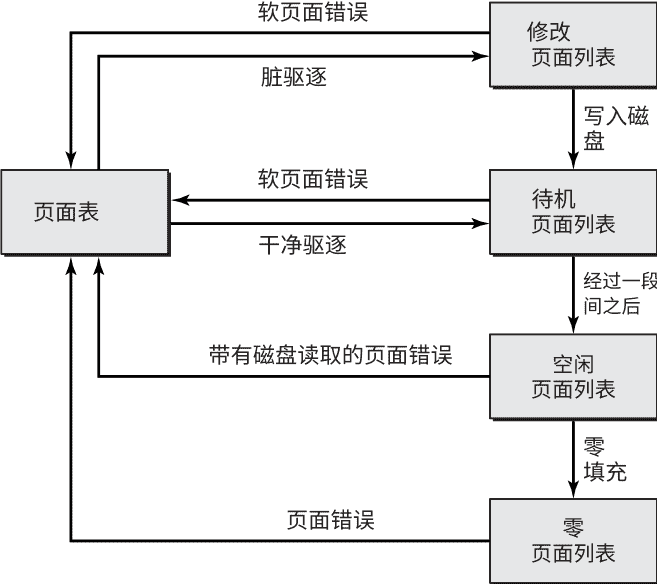 软页面错误
修改
页面列表
脏驱逐
写入磁
盘
软页面错误
待机
页面列表
页面表
干净驱逐
经过一段
间之后
带有磁盘读取的页面错误
空闲
页面列表
零
填充
页面错误
零
页面列表